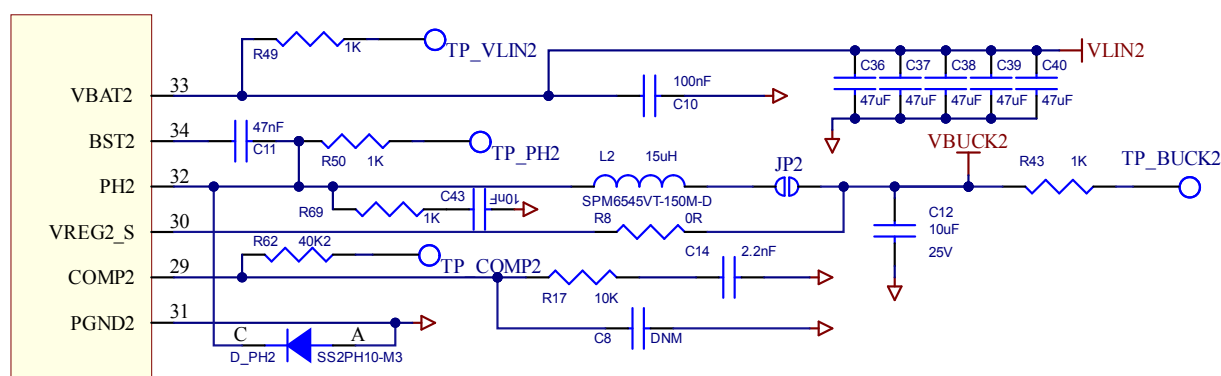 R49 1K TP_VLIN2
VLIN2
C36 C37 C38 C39 C40
47uF 47uF 47uF 47uF 47uF
VBAT2 33
100nF
C10
BST2 34
47nF
C11
R50 1K TP_PH2
VBUCK2
PH2 32
L2 15uH JP2
SPM6545VT-150M-D
R43 1K TP_BUCK2
R69 1K C43 10nF
VREG2_S 30
R8 0R
C12
10uF
25V
R62 40K2 TP_COMP2
COMP2 29
R17 10K
C14 2.2nF
PGND2 31
C8 DNM
C A
D_PH2 SS2PH10-M3